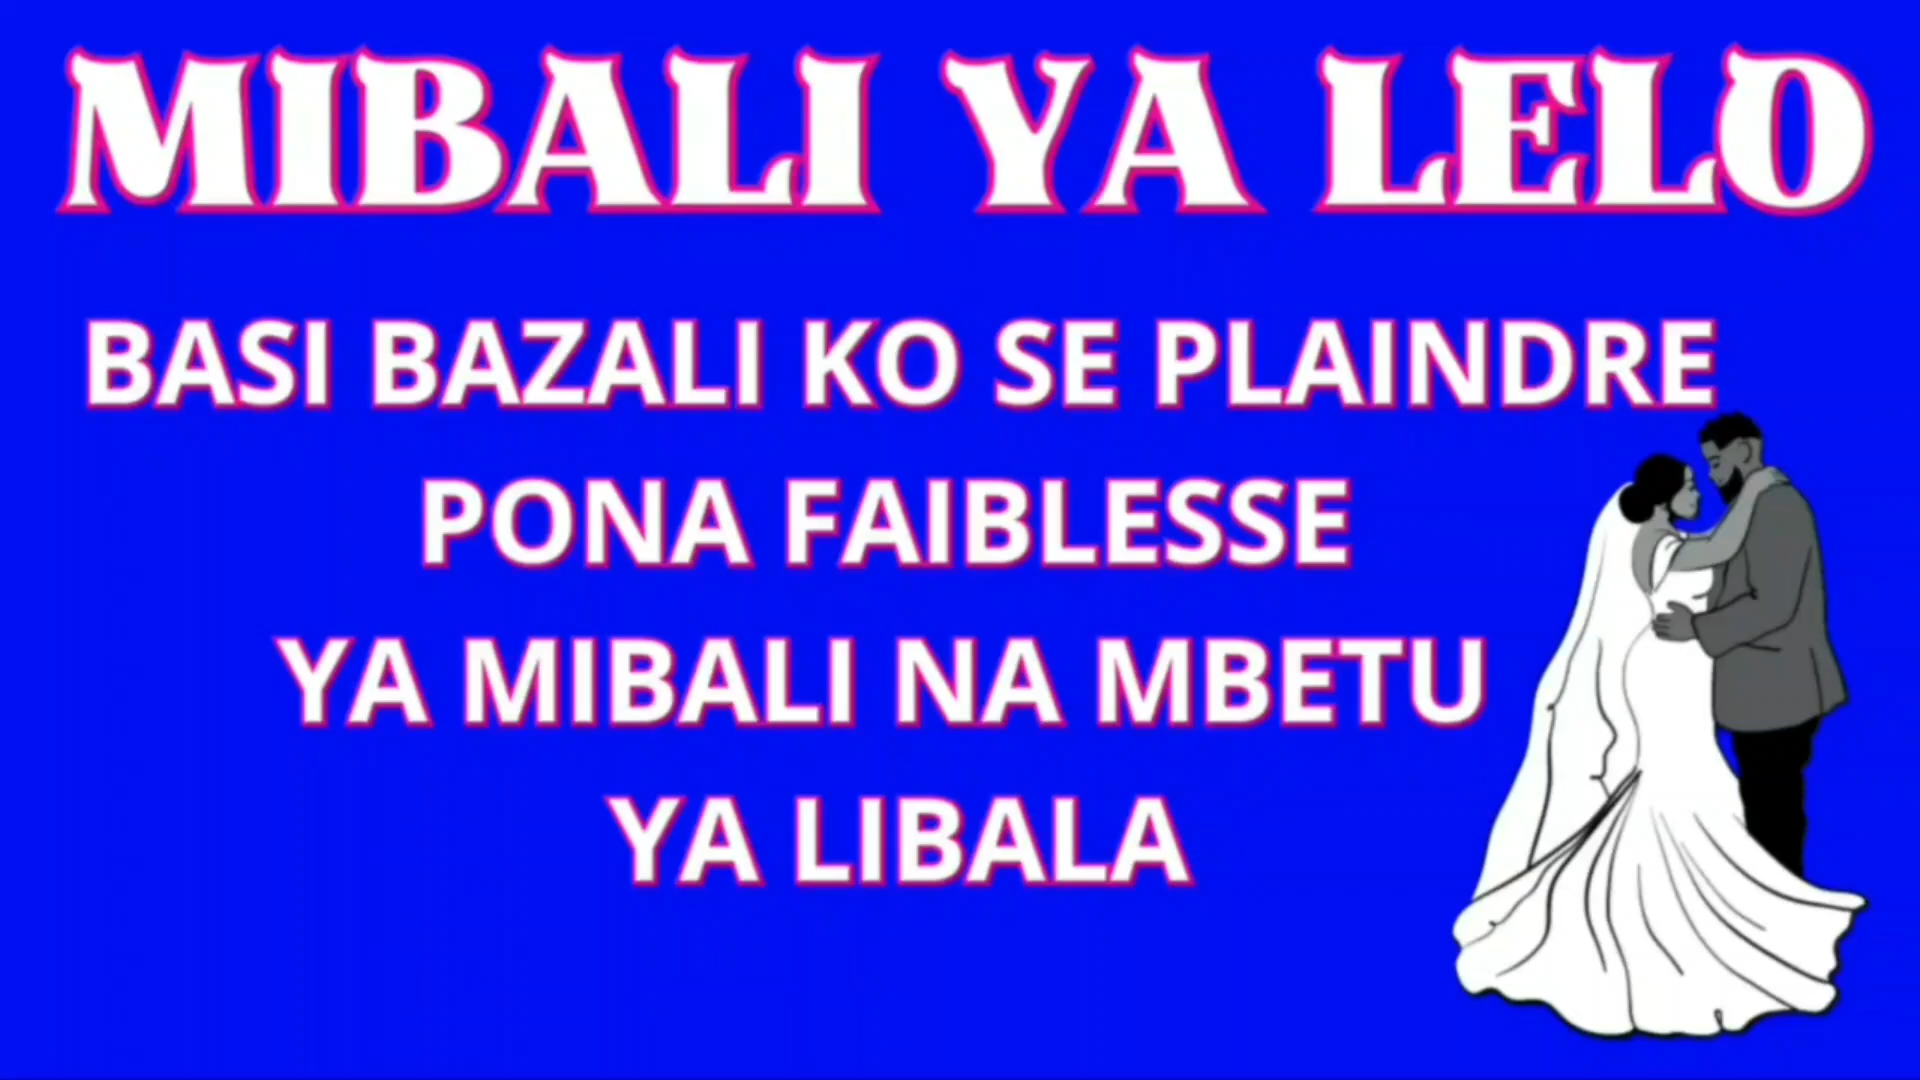 MIBALI YA LELO
BASI BAZALI KO SE PLAINDRE
PONA FAIBLESSE
YA MIBALI NA MBETU
YA LIBALA